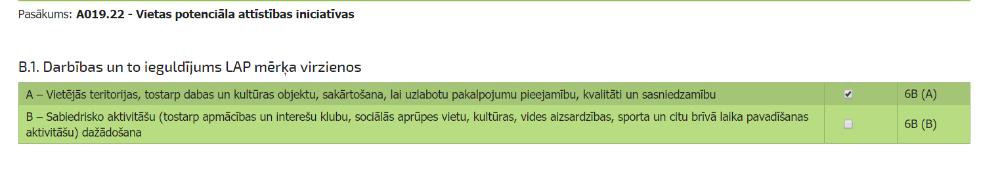 Pasākums: A019.22 - Vietas potenciāla attīstības iniciatīvas
B.1. Darbības un to ieguldījums LAP mērķa virzienos
A – Vietējās teritorijas, tostarp dabas un kultūras objektu, sakārtošana, lai uzlabotu pakalpojumu pieejamību, kvalitāti un sasniedzamību 6B (A)
B – Sabiedrisko aktivitāšu (tostarp apmācības un interešu klubu, sociālās aprūpes vietu, kultūras, vides aizsardzības, sporta un citu brīvā laika pavadīšanas
aktivitāšu) dažādošana 6B (B)